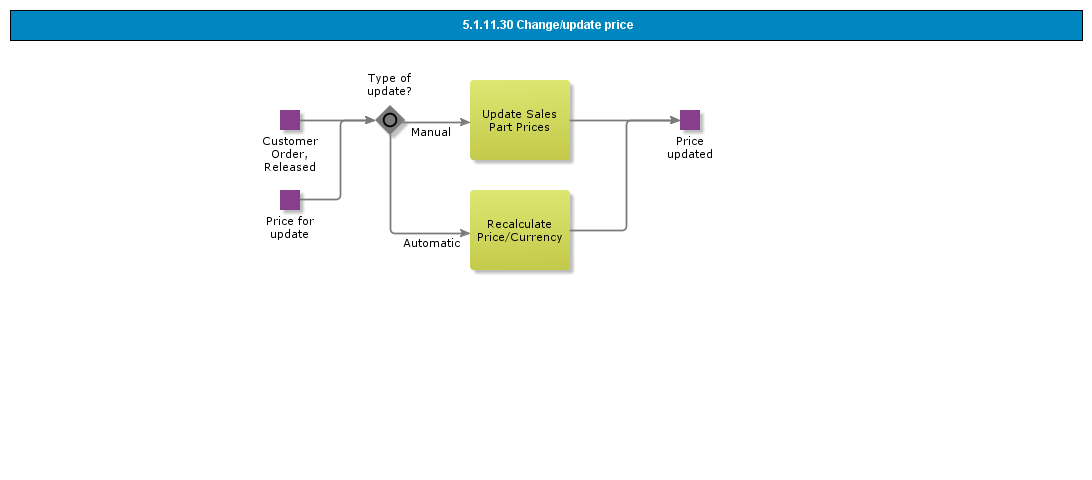 5.1.11.30 Change/update price
Type of
update?
Update Sales
Part Prices
Manual
Customer
Order,
Released
Price
updated
Price for
update
Recalculate
Price/Currency
Automatic